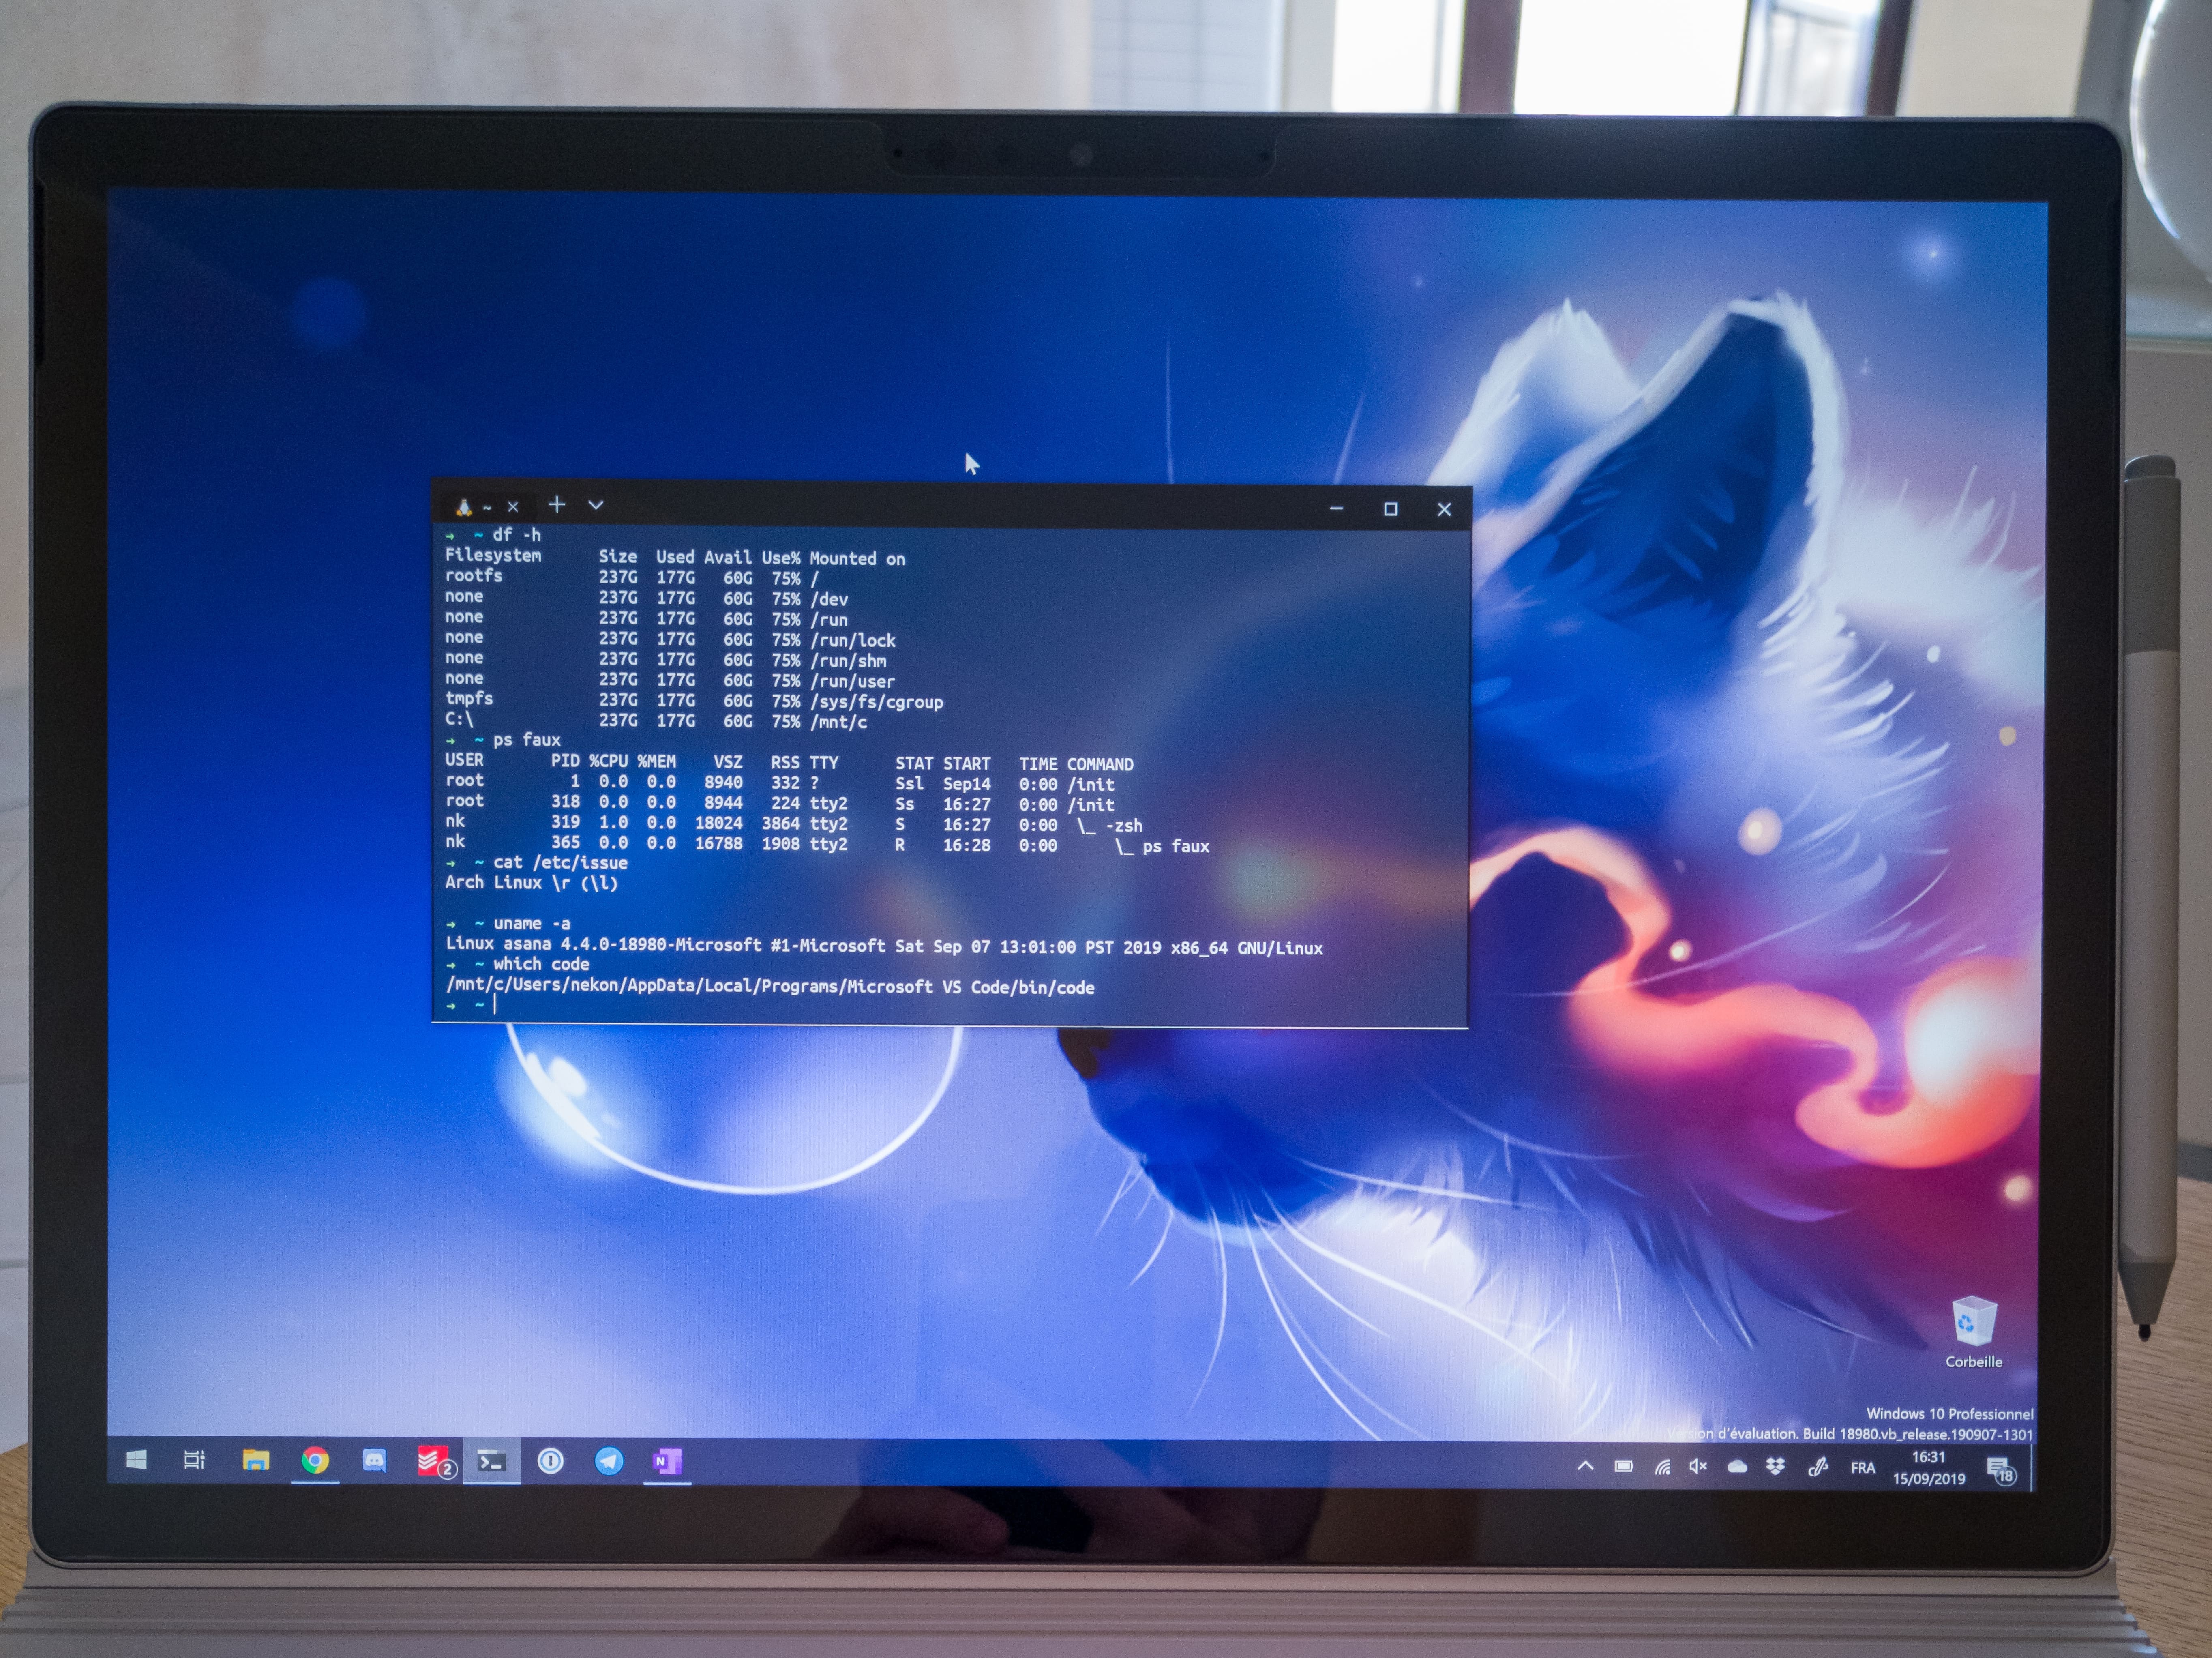 ~
→ ~ df -h
Filesystem Size Used Avail Use% Mounted on
rootfs 237G 177G 60G 75% /
none 237G 177G 60G 75% /dev
none 237G 177G 60G 75% /run
none 237G 177G 60G 75% /run/lock
none 237G 177G 60G 75% /run/shm
none 237G 177G 60G 75% /run/user
tmpfs 237G 177G 60G 75% /sys/fs/cgroup
C:\ 237G 177G 60G 75% /mnt/c
→ ~ ps faux
USER PID %CPU %MEM VSZ RSS TTY STAT START TIME COMMAND
root 1 0.0 0.0 8940 332 ? Ssl Sep14 0:00 /init
root 318 0.0 0.0 8944 224 tty2 Ss 16:27 0:00 /init
nk 319 1.0 0.0 18024 3864 tty2 S 16:27 0:00 \_ -zsh
nk 365 0.0 0.0 16788 1908 tty2 R 16:28 0:00 \_ ps faux
→ ~ cat /etc/issue
Arch Linux \r (\l)
→ ~ uname -a
Linux asana 4.4.0-18980-Microsoft #1-Microsoft Sat Sep 07 13:01:00 PST 2019 x86_64 GNU/Linux
→ ~ which code
/mnt/c/Users/nekon/AppData/Local/Programs/Microsoft VS Code/bin/code
→ ~
Corbeille
Windows 10 Professionnel
Version d'évaluation. Build 18980.vb_release.190907-1301
2
N
FRA
16:31
15/09/2019
18